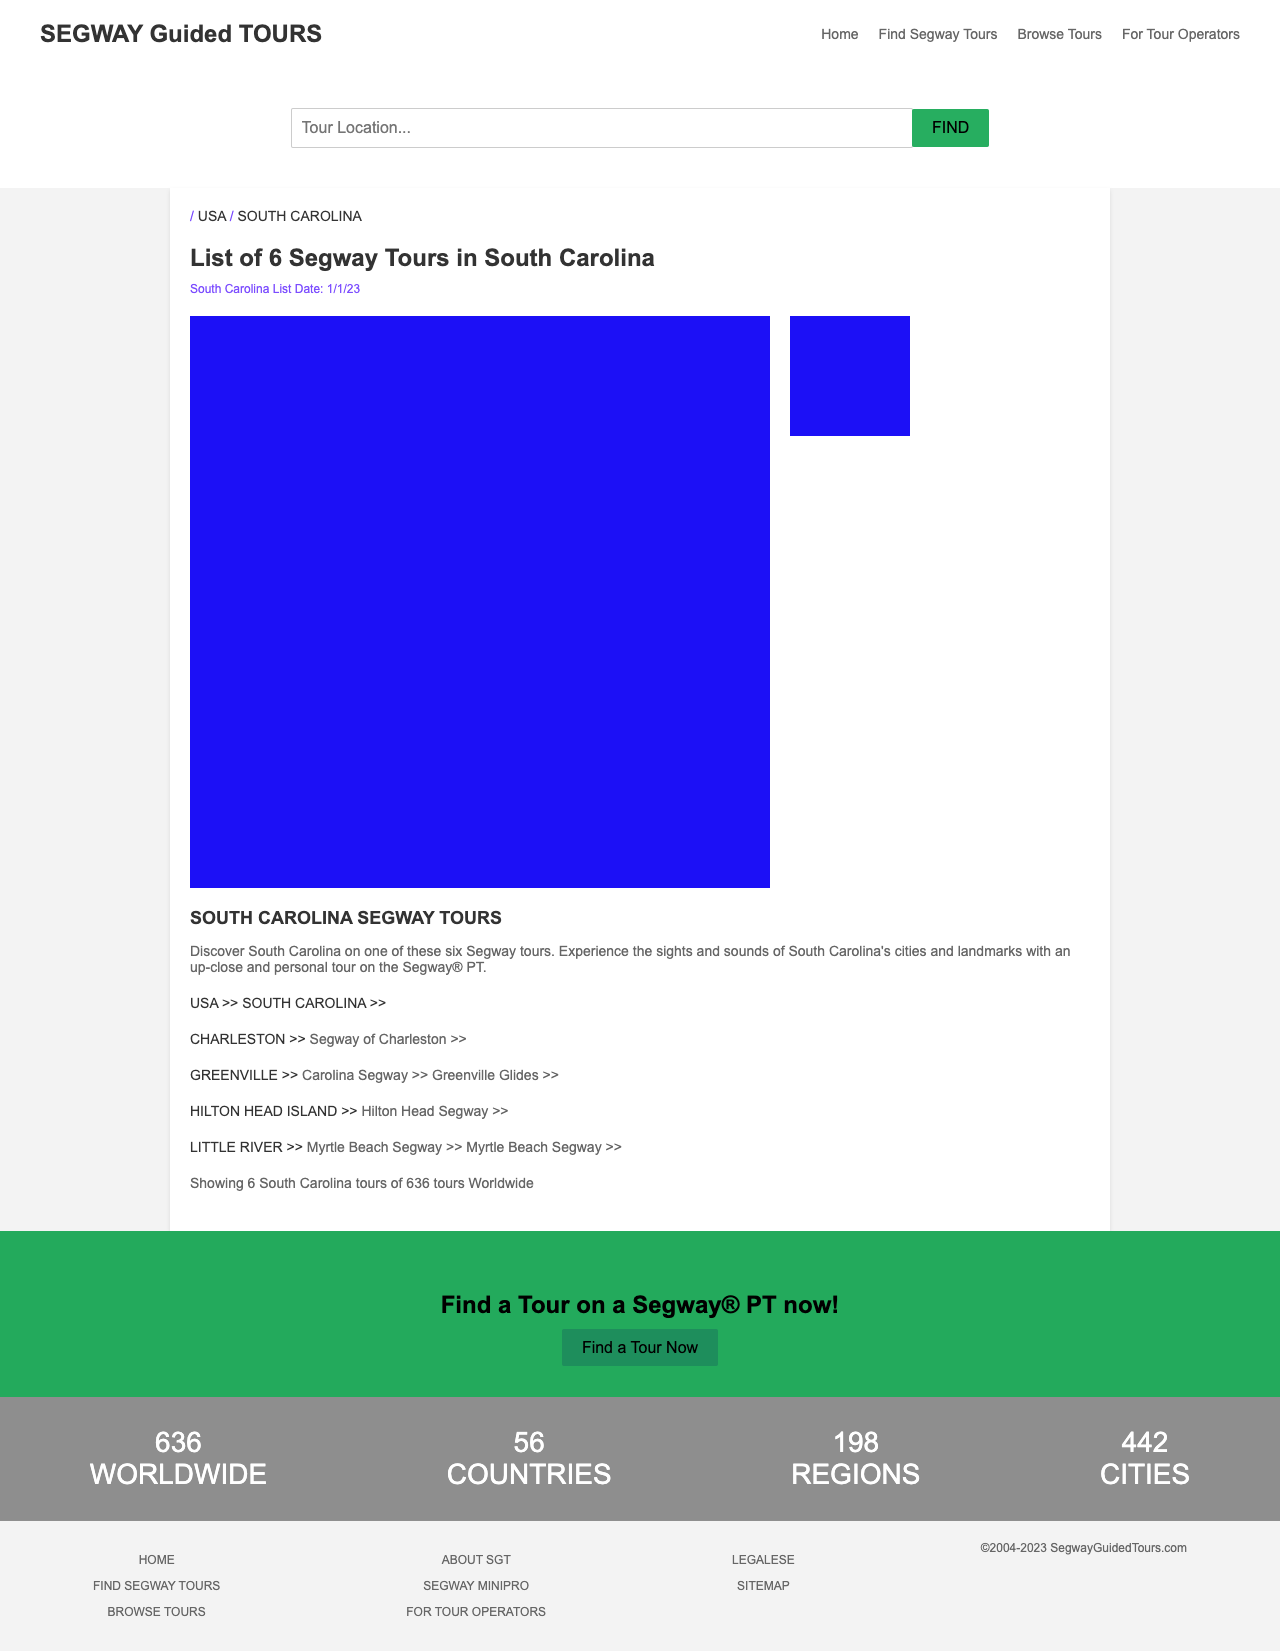 SEGWAY Guided TOURS
Home Find Segway Tours Browse Tours For Tour Operators
Tour Location... FIND
/ USA / SOUTH CAROLINA
List of 6 Segway Tours in South Carolina
South Carolina List Date: 1/1/23
SOUTH CAROLINA SEGWAY TOURS
Discover South Carolina on one of these six Segway tours. Experience the sights and sounds of South Carolina's cities and landmarks with an
up-close and personal tour on the Segway® PT.
USA >> SOUTH CAROLINA >>
CHARLESTON >> Segway of Charleston >>
GREENVILLE >> Carolina Segway >> Greenville Glides >>
HILTON HEAD ISLAND >> Hilton Head Segway >>
LITTLE RIVER >> Myrtle Beach Segway >> Myrtle Beach Segway >>
Showing 6 South Carolina tours of 636 tours Worldwide
Find a Tour on a Segway® PT now!
Find a Tour Now
636
WORLDWIDE
56
COUNTRIES
198
REGIONS
442
CITIES
HOME
FIND SEGWAY TOURS
BROWSE TOURS
ABOUT SGT
SEGWAY MINIPRO
FOR TOUR OPERATORS
LEGALESE
SITEMAP
©2004-2023 SegwayGuidedTours.com